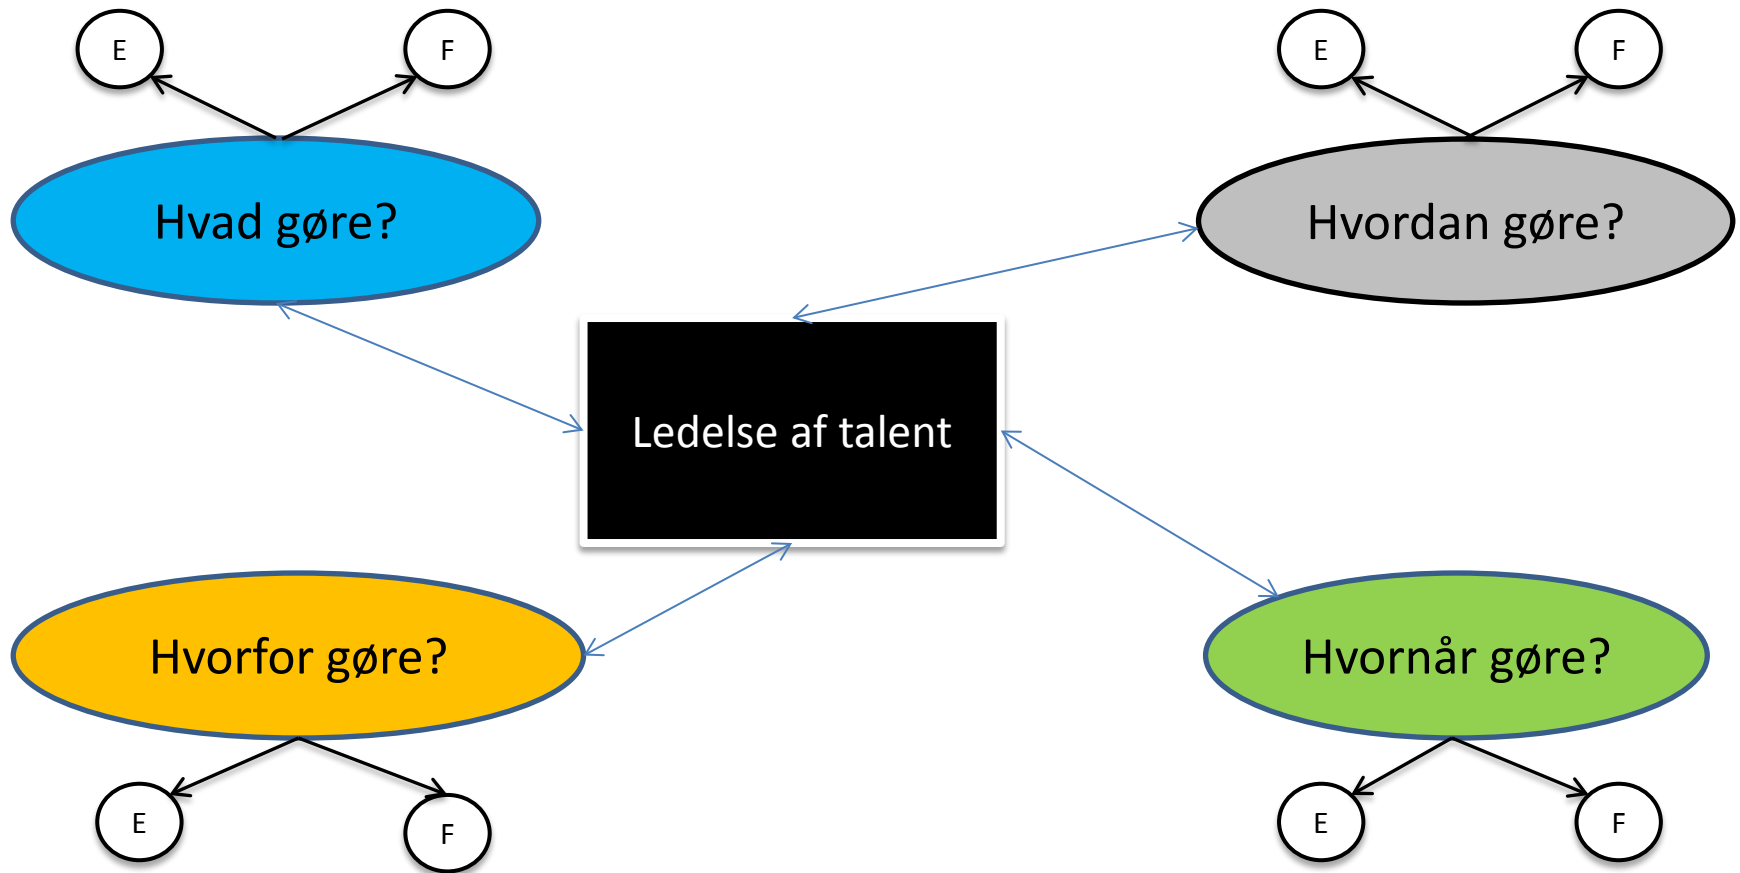 E
F
E
F
Hvad gøre?
Hvordan gøre?
Ledelse af talent
Hvorfor gøre?
Hvornår gøre?
E
F
E
F